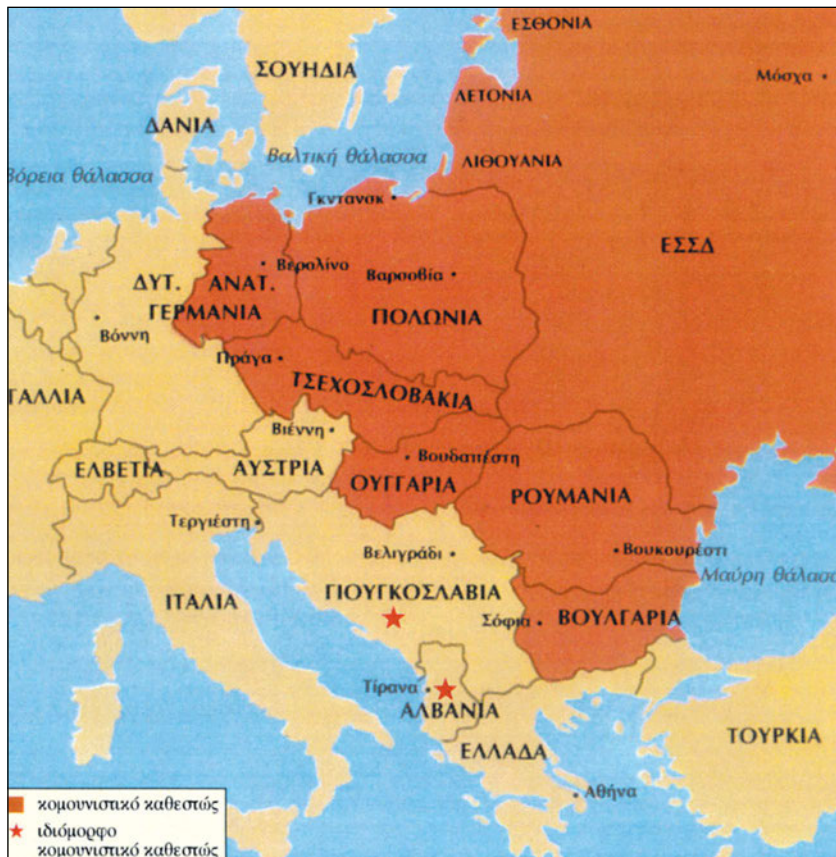 ΕΣΘΟΝΙΑ
ΣΟΥΗΔΙΑ
Μόσχα
ΛΕΤΟΝΙΑ
ΔΑΝΙΑ
Βαλτική θάλασσα
ΛΙΘΟΥΑΝΙΑ
Βόρεια θάλασσα
Γκντανσκ
ΕΣΣΔ
Βερολίνο
ΔΥΤ. ΑΝΑΤ.
Βαρσοβία
ΓΕΡΜΑΝΙΑ
ΠΟΛΩΝΙΑ
Βόννη
Πράγα
ΤΣΕΧΟΣΛΟΒΑΚΙΑ
ΓΑΛΛΙΑ
Βιέννη
Βουδαπέστη
ΕΛΒΕΤΙΑ
ΑΥΣΤΡΙΑ
ΟΥΓΓΑΡΙΑ
ΡΟΥΜΑΝΙΑ
Τεργιέστη
Βελιγράδι
Βουκουρέστι
Μαύρη θάλασσα
ΓΙΟΥΓΚΟΣΛΑΒΙΑ
ΙΤΑΛΙΑ
Σόφια
ΒΟΥΛΓΑΡΙΑ
Τίρανα
ΑΛΒΑΝΙΑ
ΤΟΥΡΚΙΑ
ΕΛΛΑΔΑ
Αθήνα
κομουνιστικό καθεστώς
ιδιόμορφο
κομουνιστικό καθεστώς